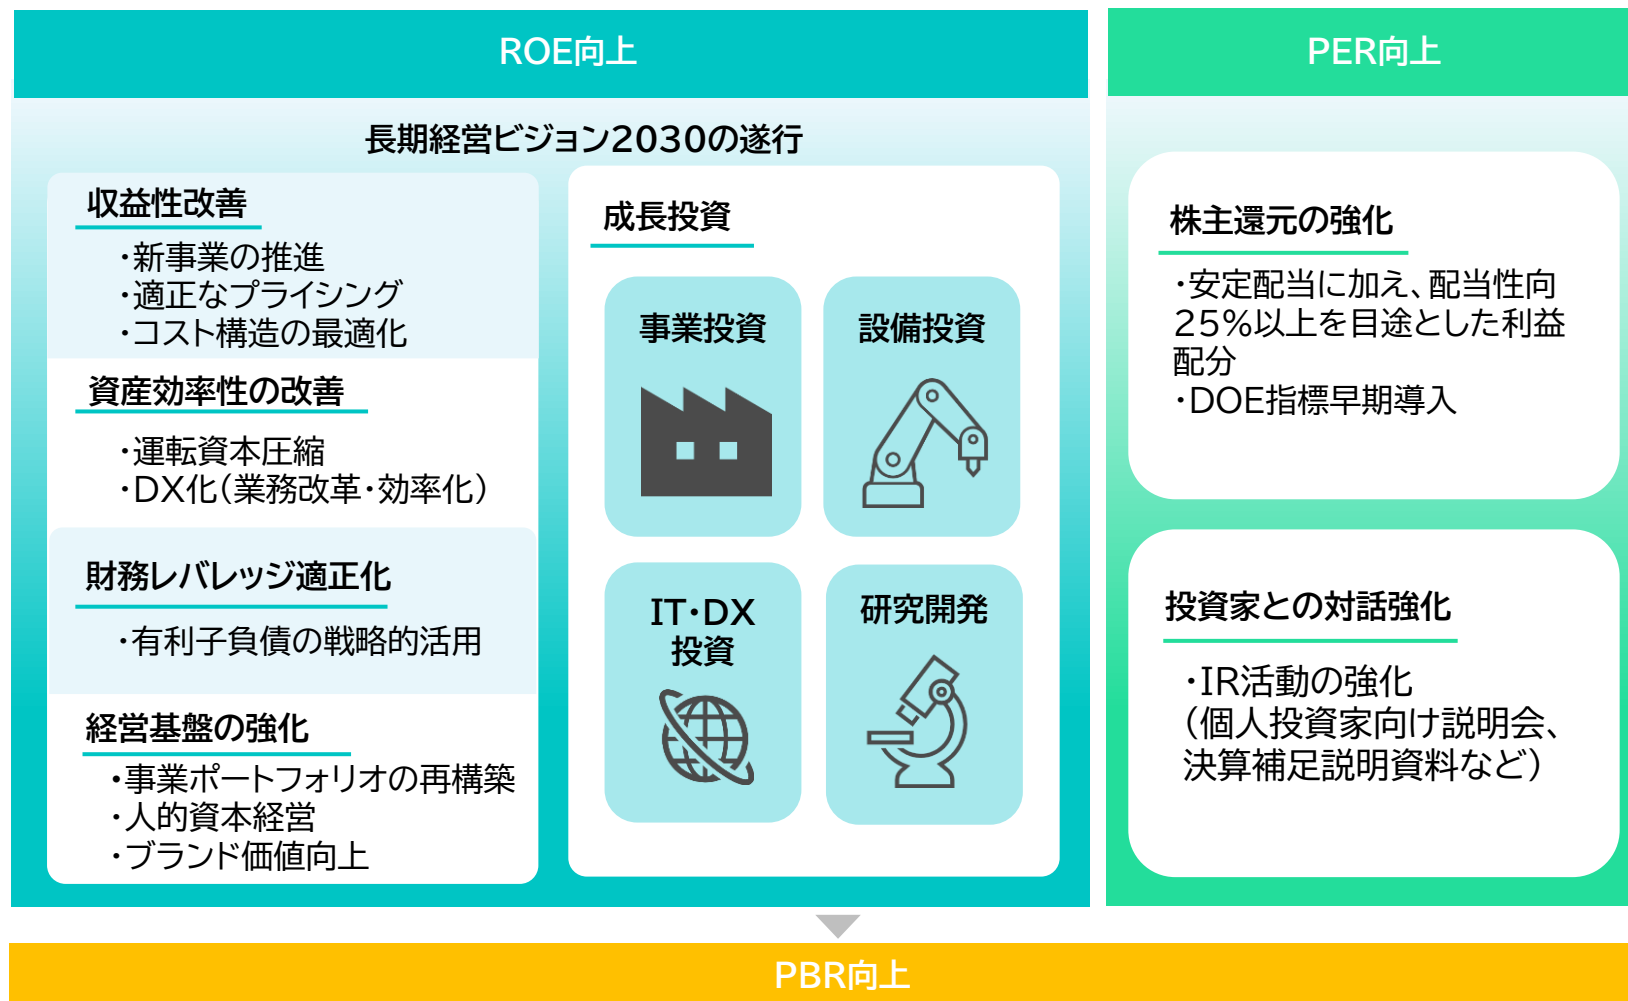 ROE向上
長期経営ビジョン2030の遂行
収益性改善
・新事業の推進
・適正なプライシング
・コスト構造の最適化
資産効率性の改善
・運転資本圧縮
・DX化(業務改革・効率化)
財務レバレッジ適正化
・有利子負債の戦略的活用
経営基盤の強化
・事業ポートフォリオの再構築
・人的資本経営
・ブランド価値向上
成長投資
事業投資
設備投資
IT・DX
投資
研究開発
PER向上
株主還元の強化
・安定配当に加え、配当性向
25%以上を目途とした利益
配分
・DOE指標早期導入
投資家との対話強化
・IR活動の強化
(個人投資家向け説明会、
決算補足説明資料など)
PBR向上